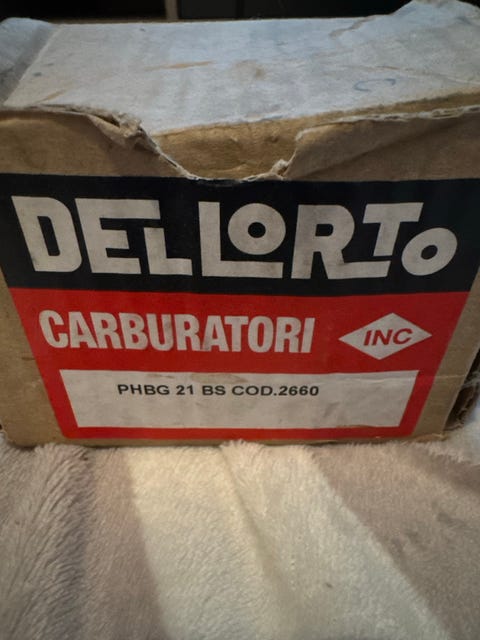 DELLORTO
CARBURATORI INC
PHBG 21 BS COD.2660